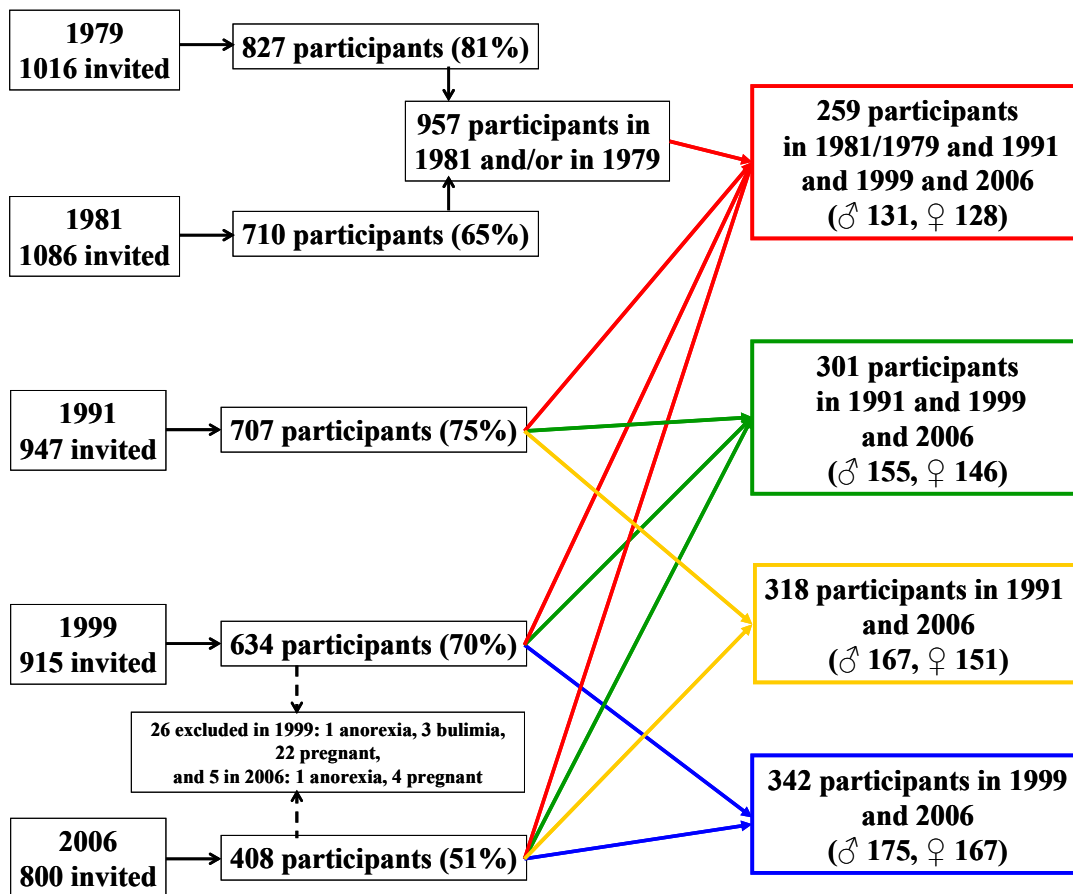 1979
1016 invited
827 participants (81%)
957 participants in
1981 and/or in 1979
1981
1086 invited
710 participants (65%)
259 participants
in 1981/1979 and 1991
and 1999 and 2006
(♂ 131, ♀ 128)
1991
947 invited
707 participants (75%)
301 participants
in 1991 and 1999
and 2006
(♂ 155, ♀ 146)
1999
915 invited
634 participants (70%)
318 participants in 1991
and 2006
(♂ 167, ♀ 151)
26 excluded in 1999: 1 anorexia, 3 bulimia,
22 pregnant,
and 5 in 2006: 1 anorexia, 4 pregnant
2006
800 invited
408 participants (51%)
342 participants in 1999
and 2006
(♂ 175, ♀ 167)